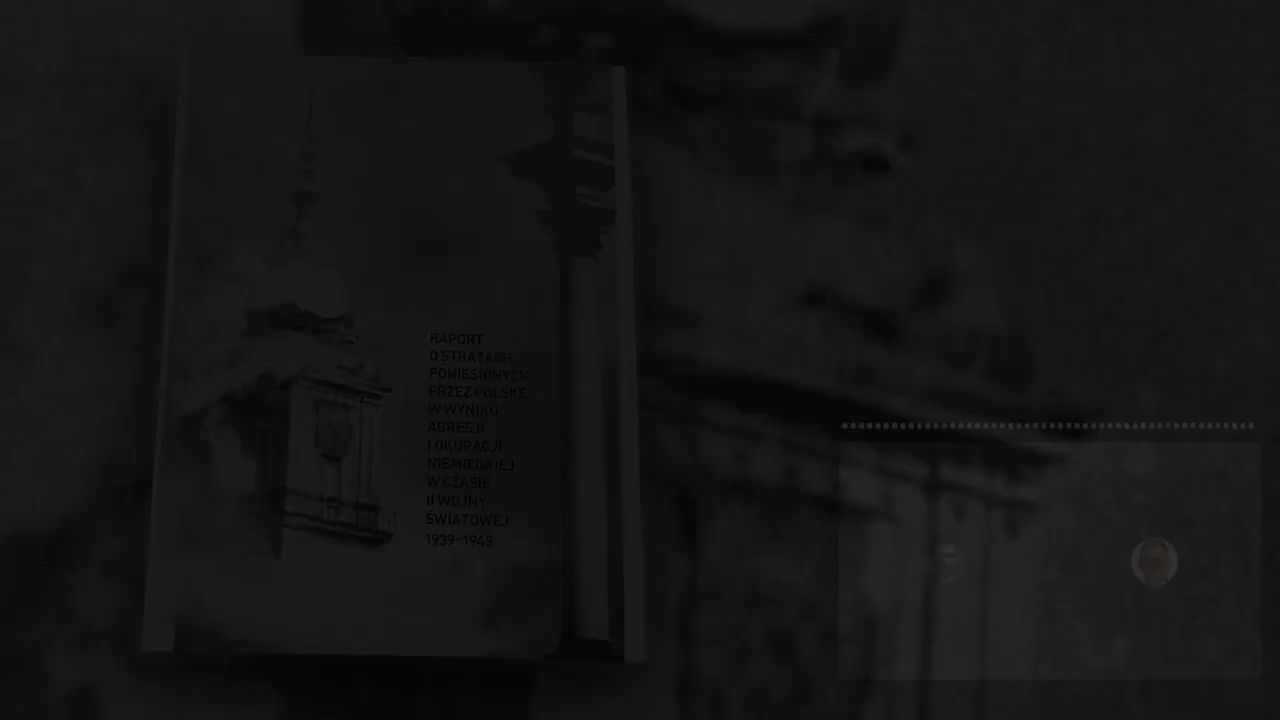 RAPORT
O STRATACH
PONIESIONYCH
PRZEZ POLSKĘ
W WYNIKU
AGRESJI
I OKUPACJI
NIEMIECKIEJ
W CZASIE
II WOJNY
ŚWIATOWEJ
1939–1945